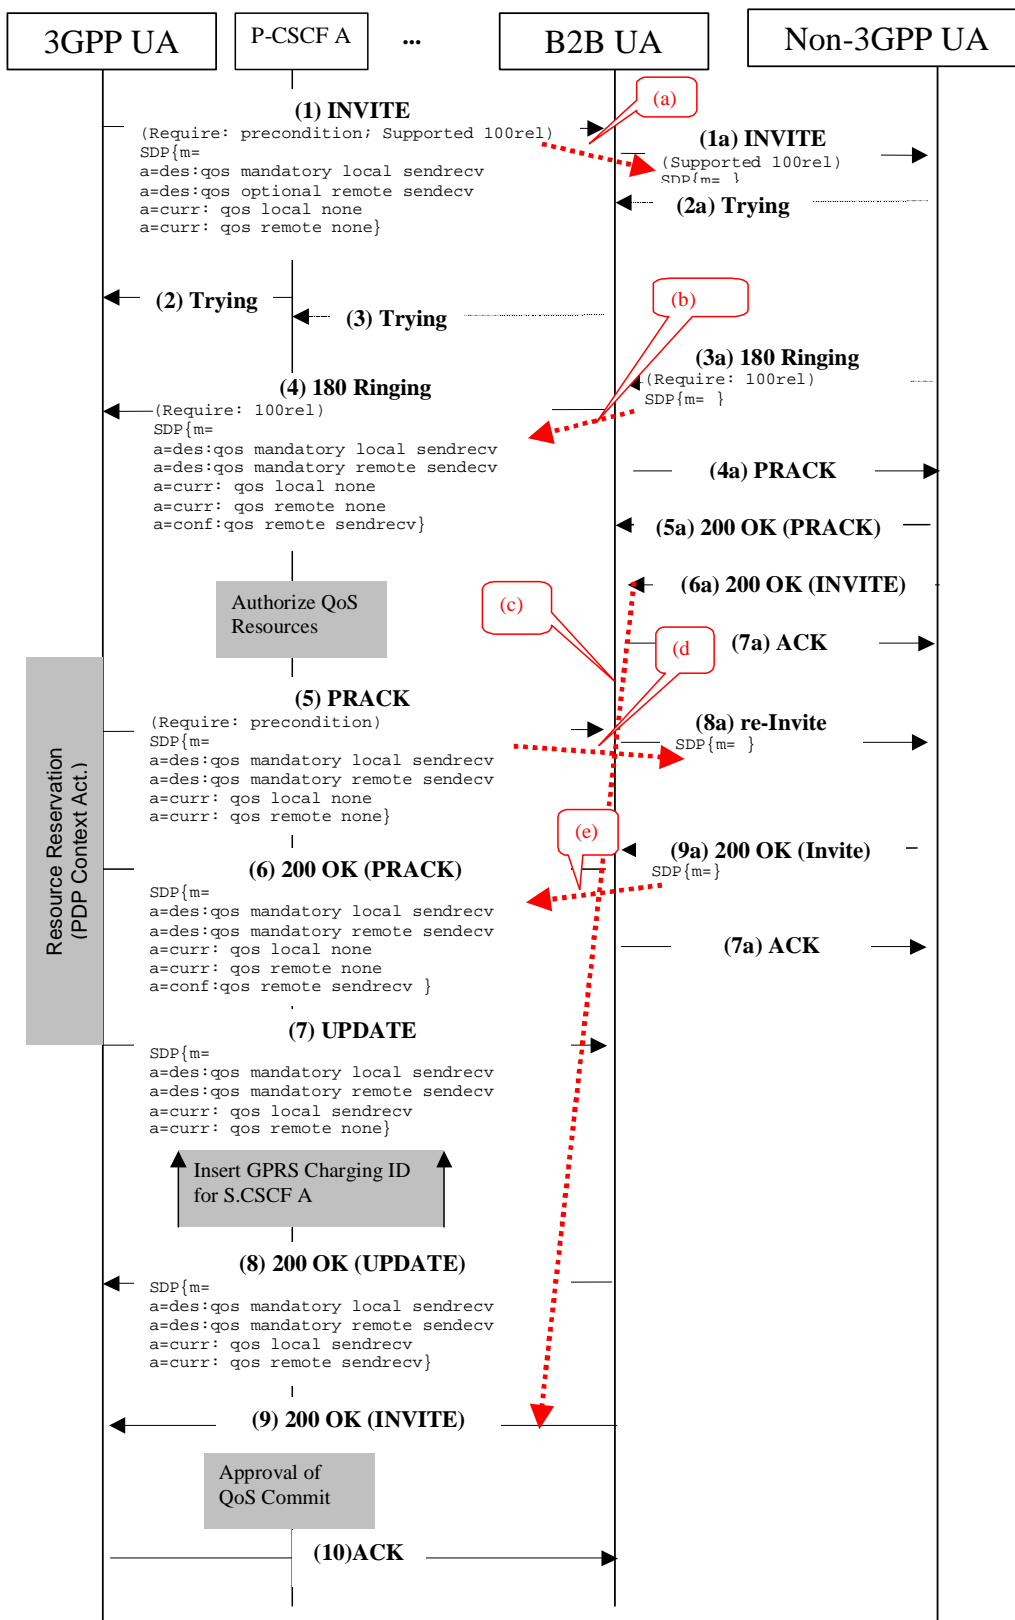 3GPP UA
P-CSCF A
...
B2B UA
Non-3GPP UA
(a)
(1) INVITE
(Require: precondition; Supported 100rel)
SDP{m=
a=des:qos mandatory local sendrecv
a=des:qos optional remote sendecv
a=curr: qos local none
a=curr: qos remote none}
(1a) INVITE
(Supported 100rel)
SDP{m= }
(2a) Trying
(2) Trying
(3) Trying
(b)
(3a) 180 Ringing
(Require: 100rel)
SDP{m= }
(4) 180 Ringing
(Require: 100rel)
SDP{m=
a=des:qos mandatory local sendrecv
a=des:qos mandatory remote sendecv
a=curr: qos local none
a=curr: qos remote none
a=conf:qos remote sendrecv}
(4a) PRACK
(5a) 200 OK (PRACK)
(6a) 200 OK (INVITE)
Authorize QoS
Resources
(c)
(d
(7a) ACK
(5) PRACK
(Require: precondition)
SDP{m=
a=des:qos mandatory local sendrecv
a=des:qos mandatory remote sendecv
a=curr: qos local none
a=curr: qos remote none}
(8a) re-Invite
SDP{m= }
Resource Reservation
(PDP Context Act.)
(e)
(9a) 200 OK (Invite)
SDP{m=}
(6) 200 OK (PRACK)
SDP{m=
a=des:qos mandatory local sendrecv
a=des:qos mandatory remote sendecv
a=curr: qos local none
a=curr: qos remote none
a=conf:qos remote sendrecv }
(7a) ACK
(7) UPDATE
SDP{m=
a=des:qos mandatory local sendrecv
a=des:qos mandatory remote sendecv
a=curr: qos local sendrecv
a=curr: qos remote none}
Insert GPRS Charging ID
for S.CSCF A
(8) 200 OK (UPDATE)
SDP{m=
a=des:qos mandatory local sendrecv
a=des:qos mandatory remote sendrecv
a=curr: qos local sendrecv
a=curr: qos remote sendrecv}
(9) 200 OK (INVITE)
Approval of
QoS Commit
(10)ACK